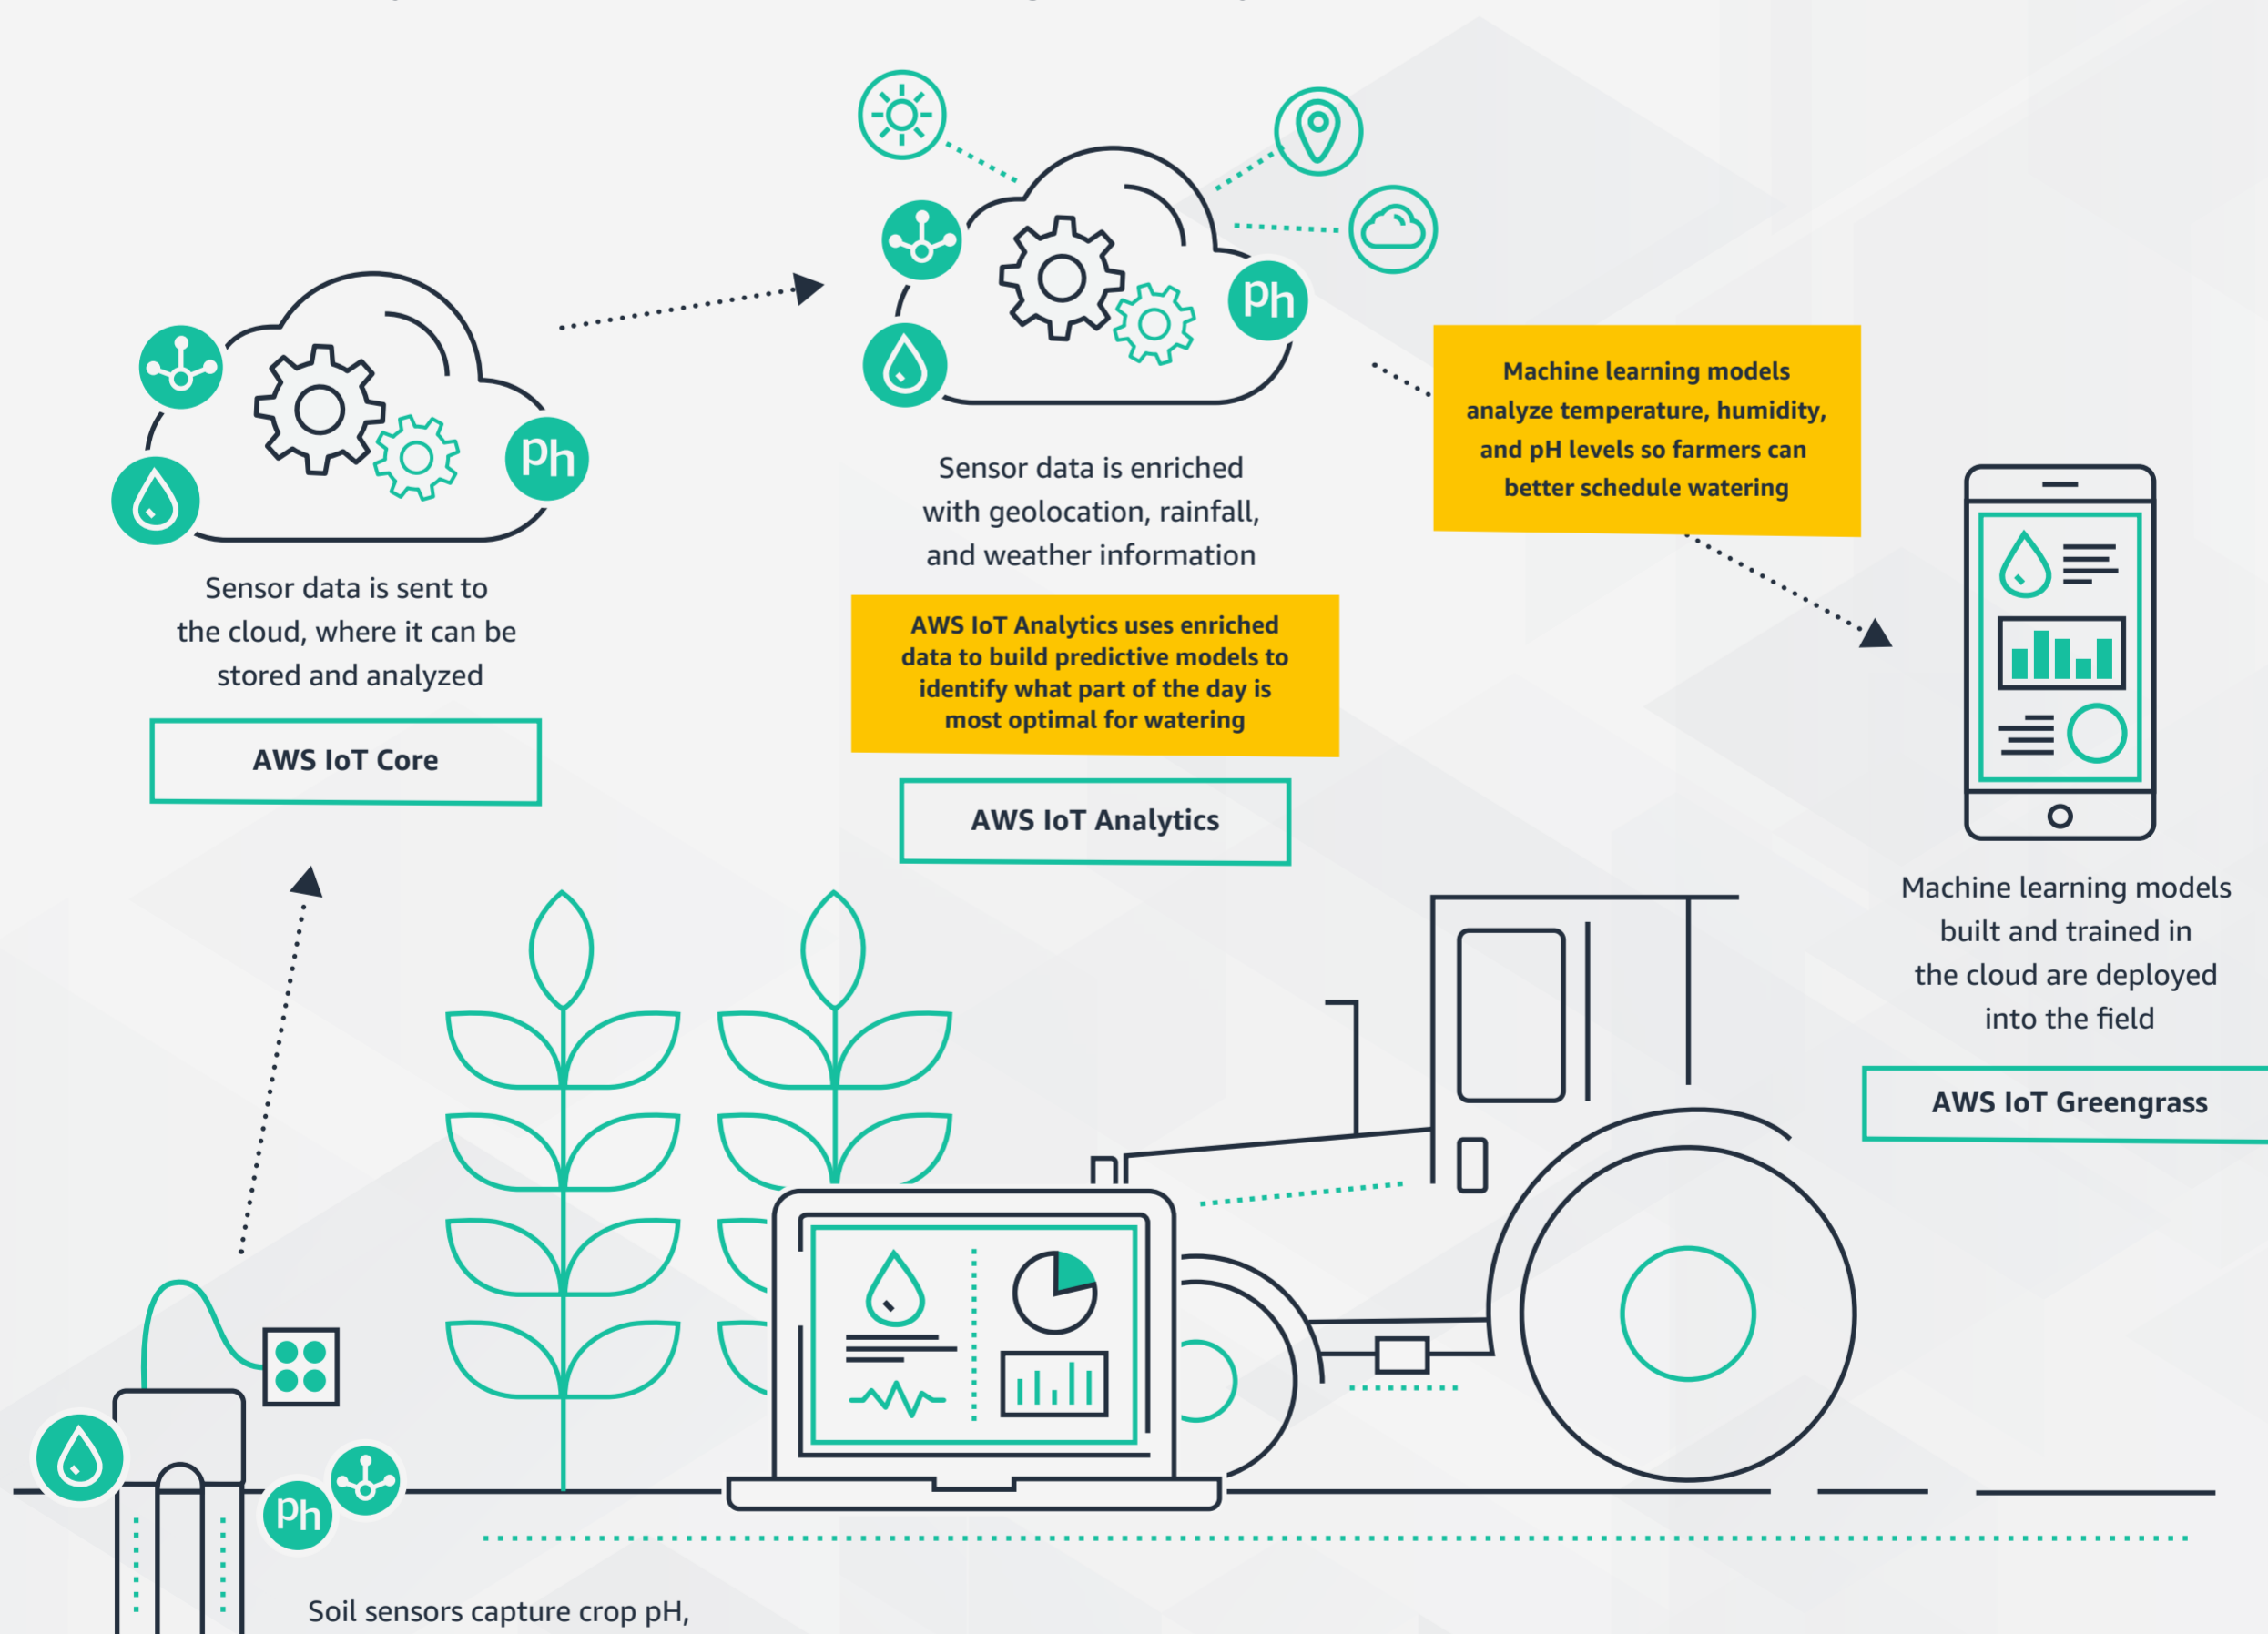 ph
ph
Machine learning models
analyze temperature, humidity,
and pH levels so farmers can
better schedule watering
Sensor data is enriched
with geolocation, rainfall,
and weather information
Sensor data is sent to
the cloud, where it can be
stored and analyzed
AWS IoT Analytics uses enriched
data to build predictive models to
identify what part of the day is
most optimal for watering
AWS IoT Core
AWS IoT Analytics
Machine learning models
built and trained in
the cloud are deployed
into the field
AWS IoT Greengrass
ph
Soil sensors capture crop pH,